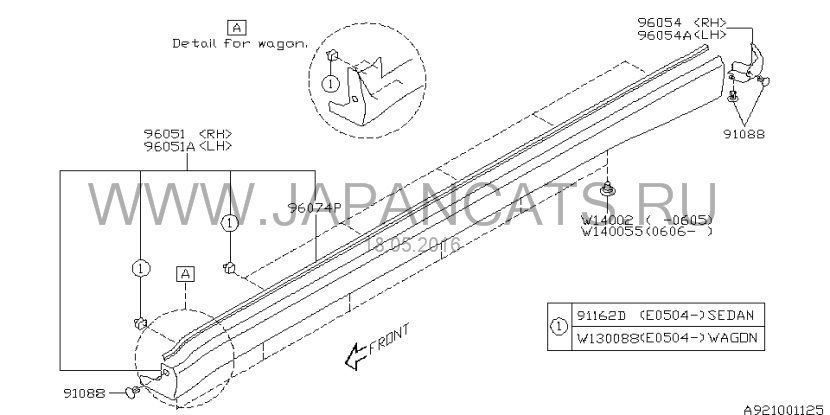 A
Detail for wagon.
1
96054 <RH>
96054A<LH>
91088
96051 <RH>
96051A<LH>
WWW.JAPANCATS.RU
96074P
1
W14002 ( -0605)
W140055(0606- )
18.05.2016
1
A
FRONT
1
91162D (E0504-)SEDAN
W130088(E0504-)WAGON
91088
A921001125